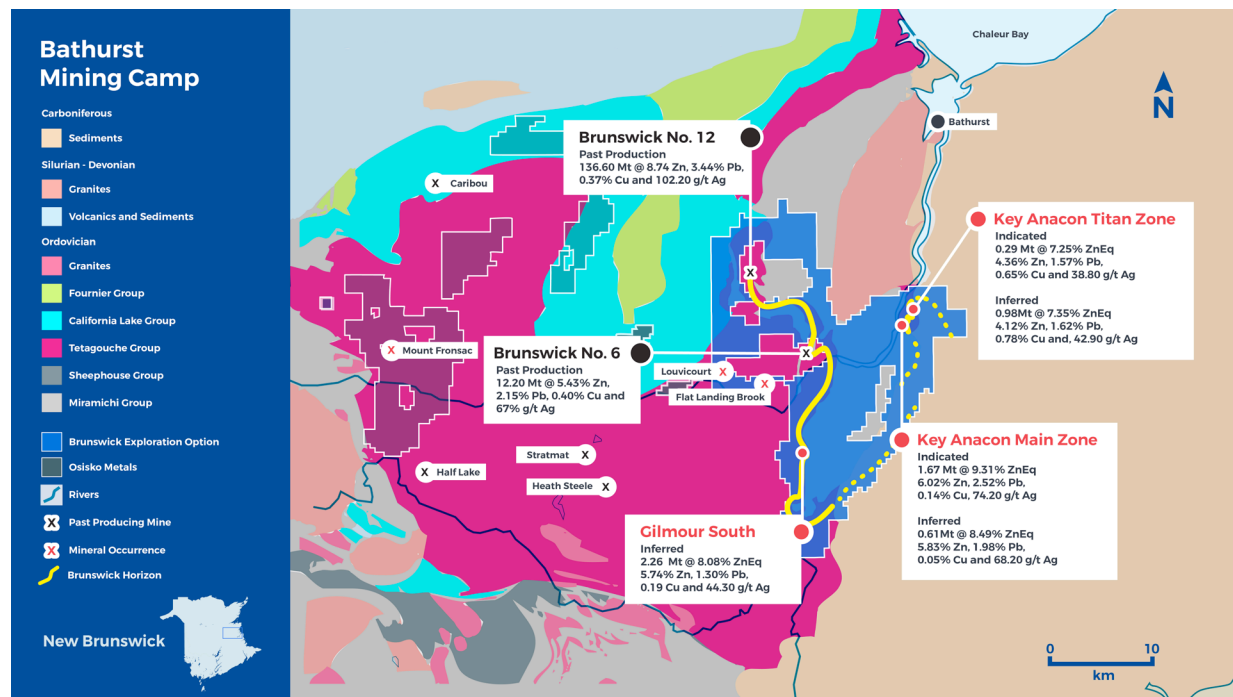 Bathurst
Mining Camp
Carboniferous
Sediments
Silurian - Devonian
Granites
Volcanics and Sediments
Ordovician
Granites
Fournier Group
California Lake Group
Tetagouche Group
Sheephouse Group
Miramichi Group
Brunswick Exploration Option
Osisko Metals
Rivers
X Past Producing Mine
X Mineral Occurrence
Brunswick Horizon
New Brunswick
Chaleur Bay
N
Bathurst
Brunswick No. 12
Past Production
136.60 Mt @ 8.74 Zn, 3.44% Pb,
0.37% Cu and 102.20 g/t Ag
X Caribou
Key Anacon Titan Zone
Indicated
0.29 Mt @ 7.25% ZnEq
4.36% Zn, 1.57% Pb,
0.65% Cu and 38.80 g/t Ag
Inferred
0.98Mt @ 7.35% ZnEq
4.12% Zn, 1.62% Pb,
0.78% Cu and, 42.90 g/t Ag
X
X Mount Fronsac
Brunswick No. 6
Past Production
12.20 Mt @ 5.43% Zn,
2.15% Pb, 0.40% Cu and
67% g/t Ag
X
Louvicourt X
X
Flat Landing Brook
Stratmat X
X Half Lake
Heath Steele X
Key Anacon Main Zone
Indicated
1.67 Mt @ 9.31% ZnEq
6.02% Zn, 2.52% Pb,
0.14% Cu, 74.20 g/t Ag
Inferred
0.61Mt @ 8.49% ZnEq
5.83% Zn, 1.98% Pb,
0.05% Cu and 68.20 g/t Ag
Gilmour South
Inferred
2.26 Mt @ 8.08% ZnEq
5.74% Zn, 1.30% Pb,
0.19 Cu and 44.30 g/t Ag
0 10
km